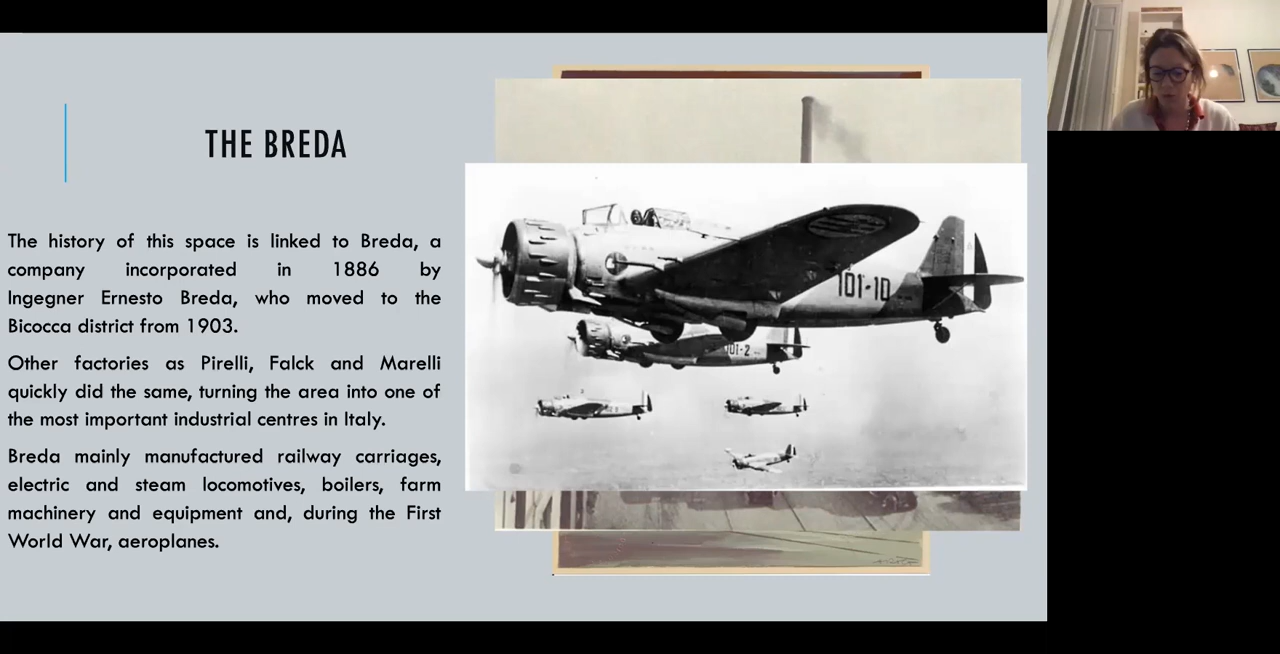 THE BREDA
The history of this space is linked to Breda, a
company incorporated in 1886 by
Ingegner Ernesto Breda, who moved to the
Bicocca district from 1903.
Other factories as Pirelli, Falck and Marelli
quickly did the same, turning the area into one of
the most important industrial centres in Italy.
Breda mainly manufactured railway carriages,
electric and steam locomotives, boilers, farm
machinery and equipment and, during the First
World War, aeroplanes.
101-10
101-2